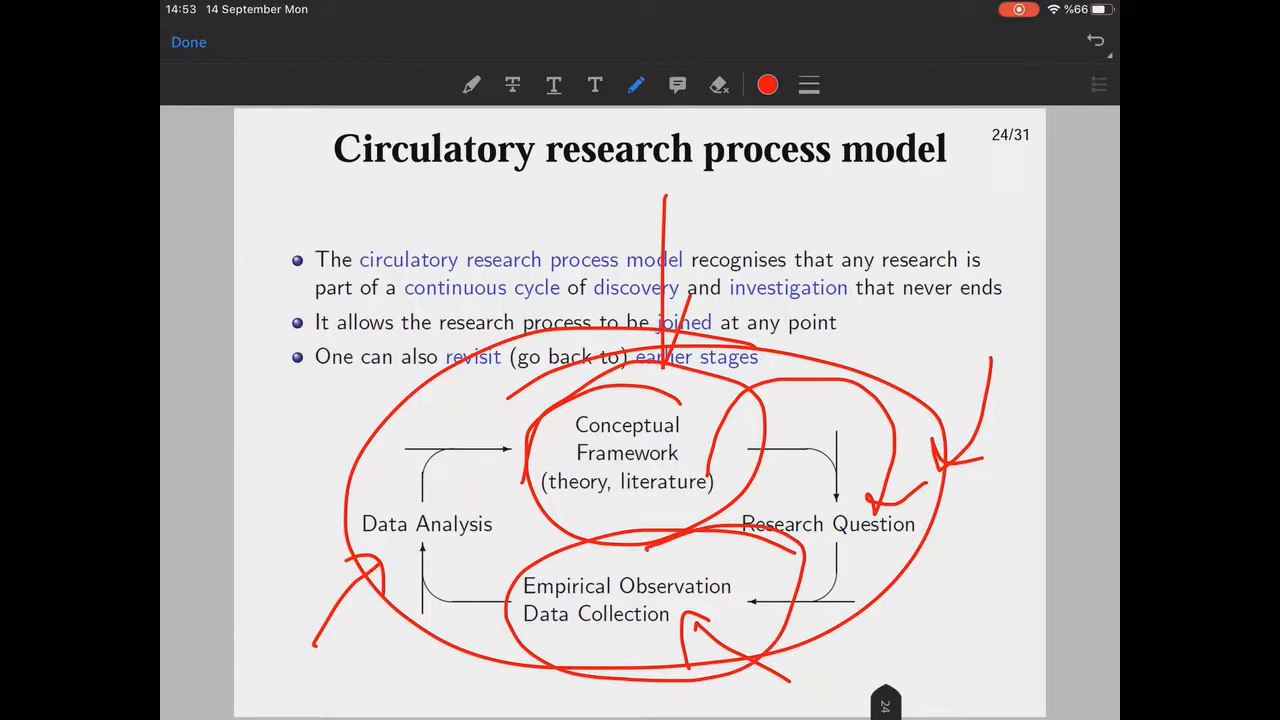 14:53 14 September Mon
%66
Done
T T T
24/31
Circulatory research process model
The circulatory research process model recognises that any research is
part of a continuous cycle of discovery and investigation that never ends
It allows the research process to be joined at any point
One can also revisit (go back to) earlier stages
Conceptual
Framework
(theory, literature)
Data Analysis
Research Question
Empirical Observation
Data Collection
24